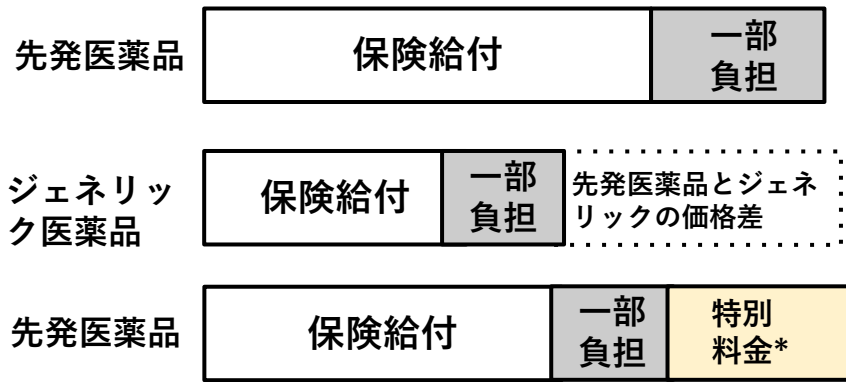 先発医薬品
保険給付
一部
負担
ジェネリッ
ク医薬品
保険給付
一部
負担
先発医薬品とジェネ
リックの価格差
先発医薬品
保険給付
一部
負担
特別
料金*